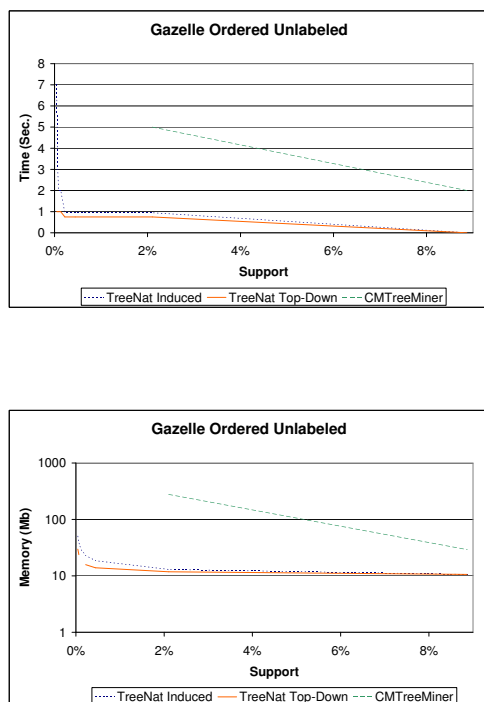 Gazelle Ordered Unlabeled
8
7
6
5
4
3
2
1
0
Time (Sec.)
0% 2% 4% 6% 8%
Support
TreeNat Induced TreeNat Top-Down CMTreeMiner
Gazelle Ordered Unlabeled
1000
100
10
1
Memory (Mb)
0% 2% 4% 6% 8%
Support
TreeNat Induced TreeNat Top-Down CMTreeMiner